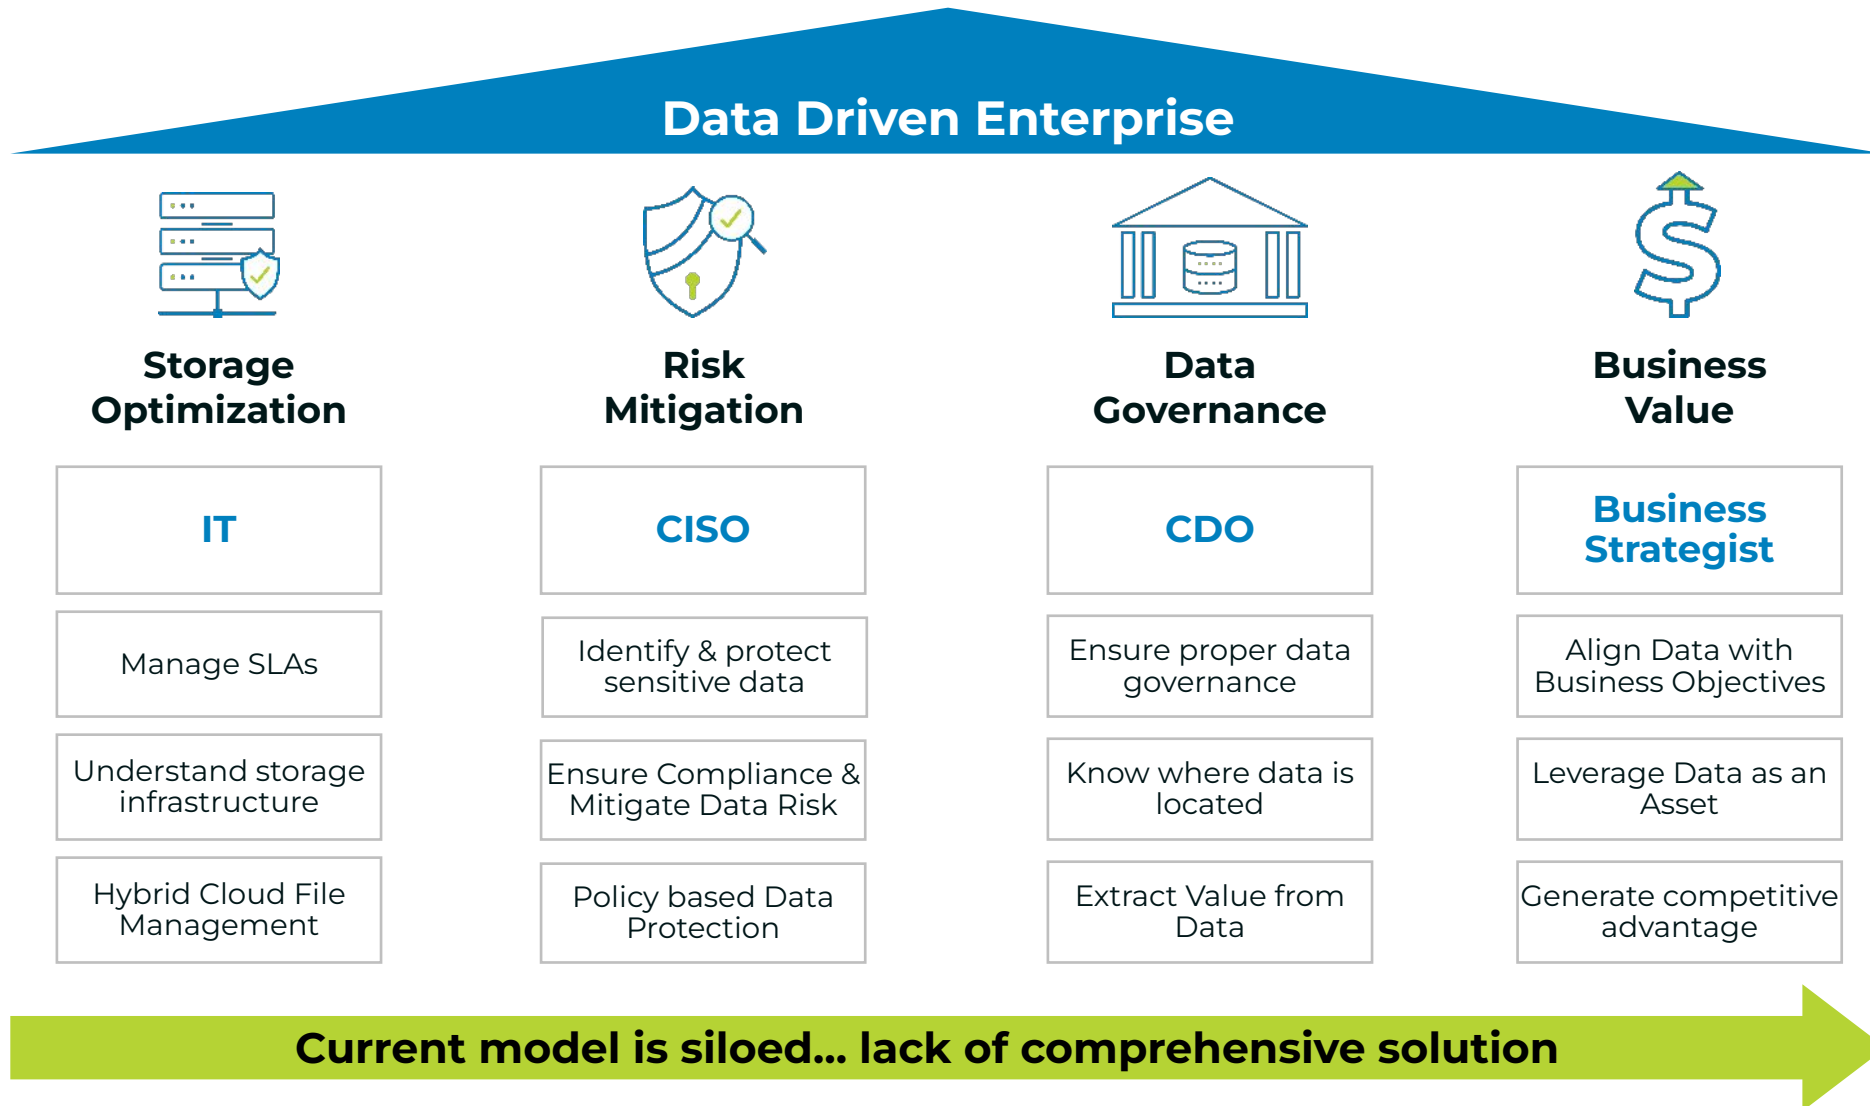 Data Driven Enterprise
Storage
Optimization
Risk
Mitigation
Data
Governance
Business
Value
IT
CISO
CDO
Business
Strategist
Manage SLAs
Identify & protect
sensitive data
Ensure proper data
governance
Align Data with
Business Objectives
Understand storage
infrastructure
Ensure Compliance &
Mitigate Data Risk
Know where data is
located
Leverage Data as an
Asset
Hybrid Cloud File
Management
Policy based Data
Protection
Extract Value from
Data
Generate competitive
advantage
Current model is siloed... lack of comprehensive solution